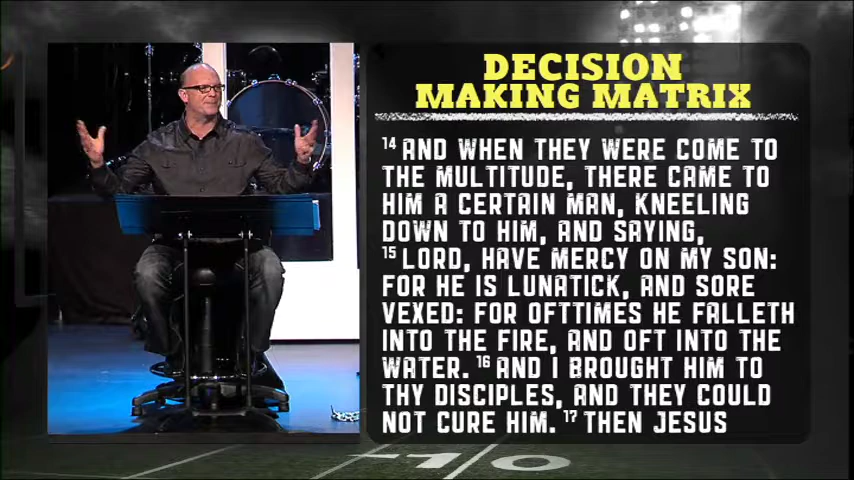 DECISION
MAKING MATRIX
14 AND WHEN THEY WERE COME TO
THE MULTITUDE, THERE CAME TO
HIM A CERTAIN MAN, KNEELING
DOWN TO HIM, AND SAYING,
15 LORD, HAVE MERCY ON MY SON:
FOR HE IS LUNATICK, AND SORE
VEXED: FOR OFTTIMES HE FALLETH
INTO THE FIRE, AND OFT INTO THE
WATER. 16 AND I BROUGHT HIM TO
THY DISCIPLES, AND THEY COULD
NOT CURE HIM. 17 THEN JESUS
10